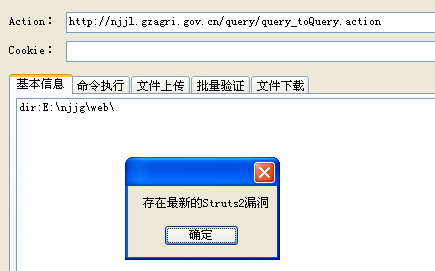 Action： http://njjl.gzagri.gov.cn/query/query_toQuery.action
Cookie：
基本信息 命令执行 文件上传 批量验证 文件下载
dir:E:\njjg\web\
存在最新的Struts2漏洞
确定